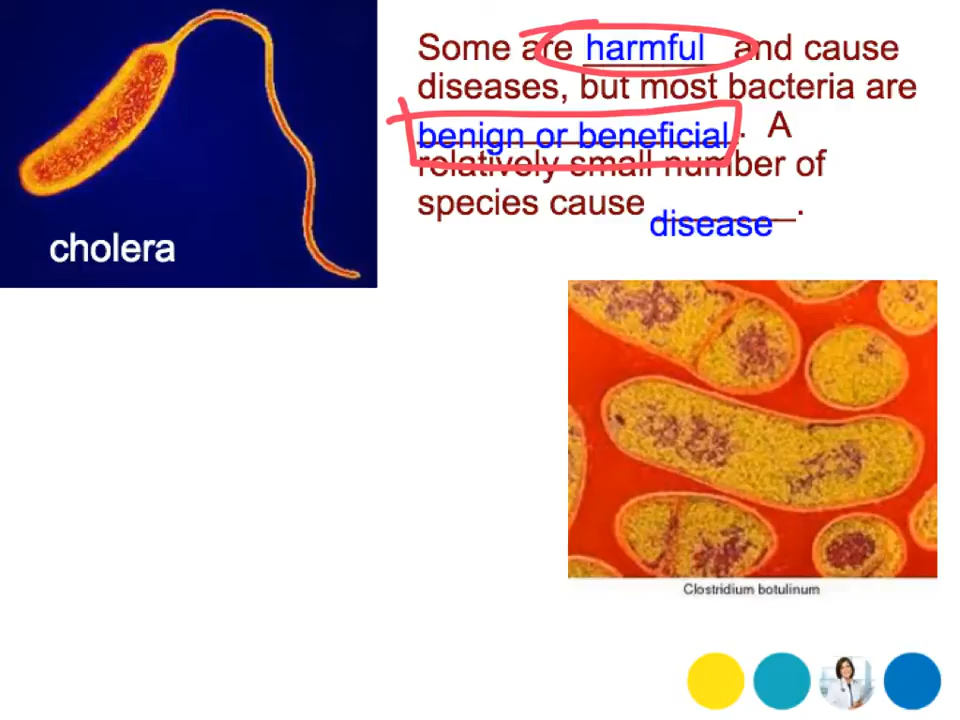 Some are harmful and cause
diseases, but most bacteria are
benign or beneficial. A
relatively small number of
species cause disease.
cholera
Clostridium botulinum